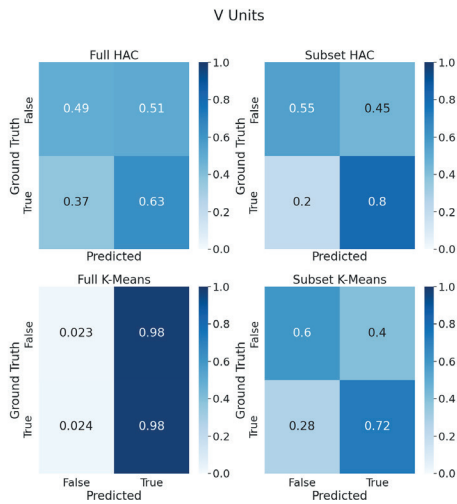 V Units
Full HAC
Subset HAC
Ground Truth
False
True
0.49 0.51
0.37 0.63
Predicted
1.0
0.8
0.6
0.4
0.2
0.0
Ground Truth
False
True
0.55 0.45
0.2 0.8
Predicted
1.0
0.8
0.6
0.4
0.2
0.0
Full K-Means
Subset K-Means
Ground Truth
False
True
0.023 0.98
0.024 0.98
False True
Predicted
1.0
0.8
0.6
0.4
0.2
0.0
Ground Truth
False
True
0.6 0.4
0.28 0.72
False True
Predicted
1.0
0.8
0.6
0.4
0.2
0.0